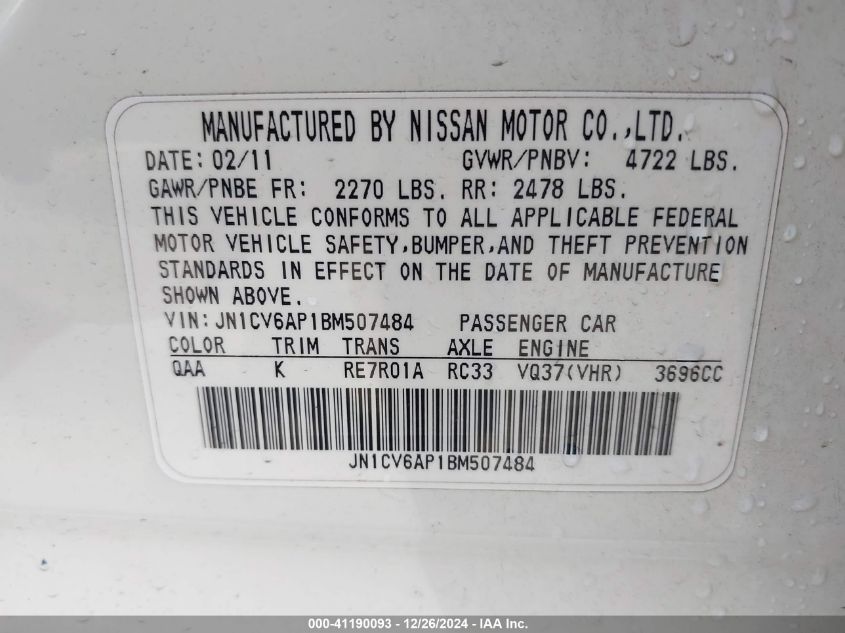 MANUFACTURED BY NISSAN MOTOR CO.,LTD.
DATE: 02/11 GVWR/PNBV: 4722 LBS.
GAWR/PNBE FR: 2270 LBS. RR: 2478 LBS.
THIS VEHICLE CONFORMS TO ALL APPLICABLE FEDERAL
MOTOR VEHICLE SAFETY,BUMPER,AND THEFT PREVENTION
STANDARDS IN EFFECT ON THE DATE OF MANUFACTURE
SHOWN ABOVE.
VIN:JN1CV6AP1BM507484 PASSENGER CAR
COLOR TRIM TRANS AXLE ENGINE
QAA K RE7R01A RC33 VQ37(VHR) 3696CC
JN1CV6AP1BM507484
000-41190093 - 12/26/2024 - IAA Inc.